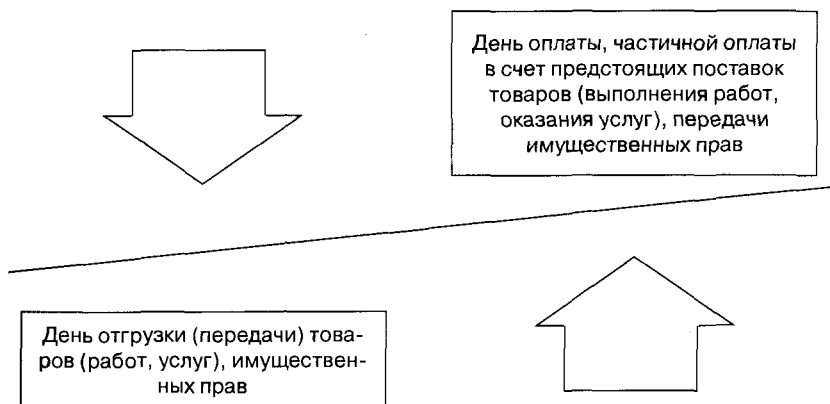 День оплаты, частичной оплаты
в счет предстоящих поставок
товаров (выполнения работ,
оказания услуг), передачи
имущественных прав
День отгрузки (передачи) това-
ров (работ, услуг), имуществен-
ных прав